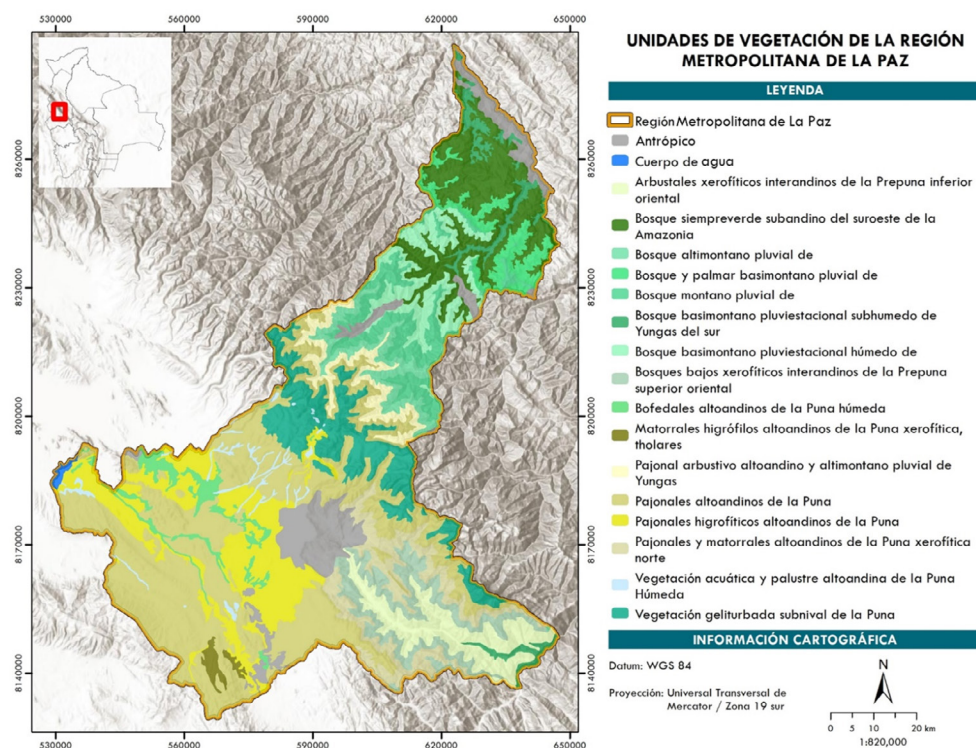 530000 560000 590000 620000 650000
UNIDADES DE VEGETACIÓN DE LA REGIÓN
METROPOLITANA DE LA PAZ
LEYENDA
Región Metropolitana de La Paz
Antrópico
Cuerpo de agua
Arbustales xerofíticos interandinos de la Prepuna inferior
oriental
Bosque siempreverde subandino del suroeste de la
Amazonia
Bosque altimontano pluvial de
Bosque y palmar basimontano pluvial de
Bosque montano pluvial de
Bosque basimontano pluviestacional subhumedo de
Yungas del sur
Bosque basimontano pluviestacional húmedo de
Bosques bajos xerofíticos interandinos de la Prepuna
superior oriental
Bofedales altoandinos de la Puna húmeda
Matorrales higrófilos altoandinos de la Puna xerofítica,
tholares
Pajonal arbustivo altoandino y altimontano pluvial de
Yungas
Pajonales altoandinos de la Puna
Pajonales higrofíticos altoandinos de la Puna
Pajonales y matorrales altoandinos de la Puna xerofítica
norte
Vegetación acuática y palustre altoandina de la Puna
Húmeda
Vegetación geliturbada subnival de la Puna
INFORMACIÓN CARTOGRÁFICA
Datum: WGS 84
Proyección: Universal Transversal de
Mercator / Zona 19 sur
N
0 5 10 20 km
1:820,000
8260000 8260000
8230000 8230000
8200000 8200000
8170000 8170000
8140000 8140000
530000 560000 590000 620000 650000